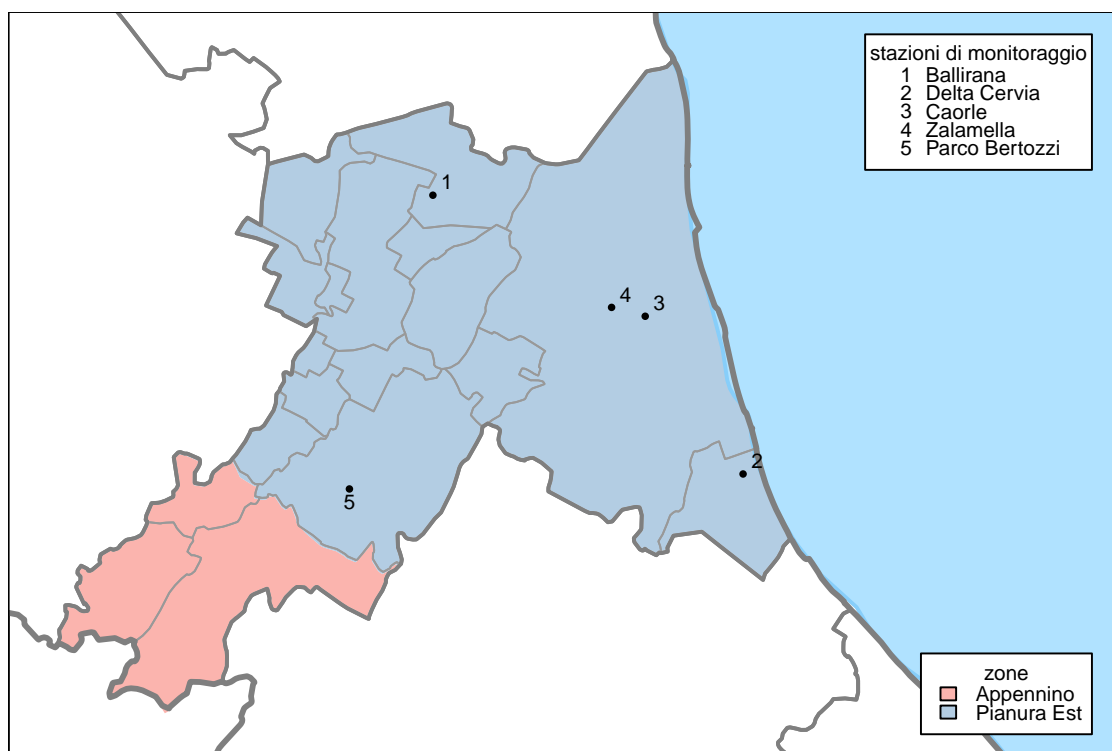 stazioni di monitoraggio
1 Ballirana
2 Delta Cervia
3 Caorle
4 Zalamella
5 Parco Bertozzi
1
4
3
2
5
zone
Appennino
Pianura Est